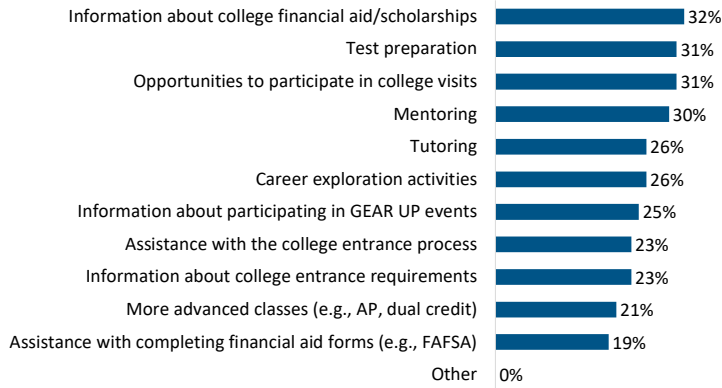 Information about college financial aid/scholarships 32%
Test preparation 31%
Opportunities to participate in college visits 31%
Mentoring 30%
Tutoring 26%
Career exploration activities 26%
Information about participating in GEAR UP events 25%
Assistance with the college entrance process 23%
Information about college entrance requirements 23%
More advanced classes (e.g., AP, dual credit) 21%
Assistance with completing financial aid forms (e.g., FAFSA) 19%
Other 0%